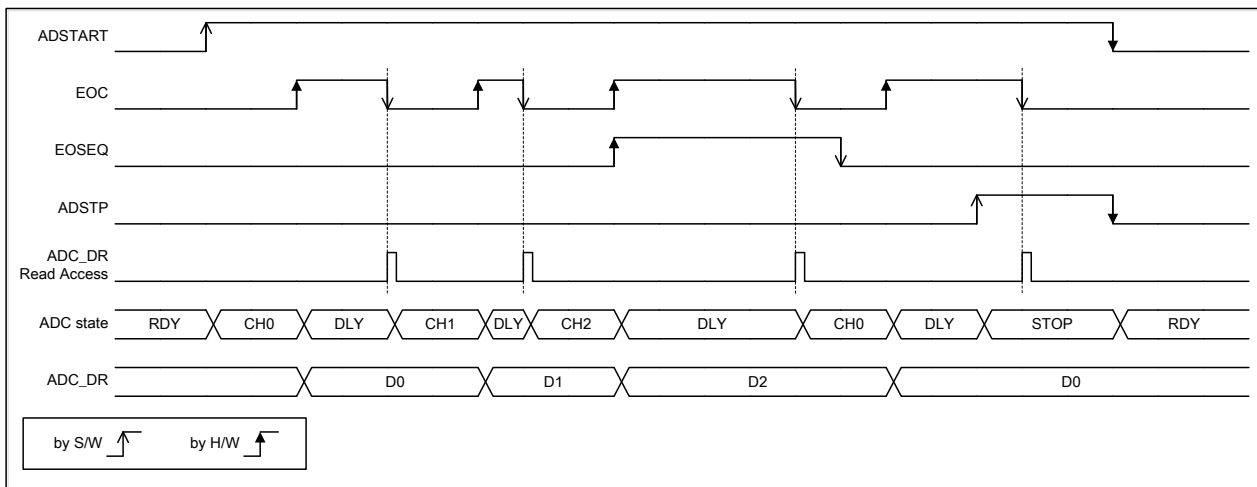 ADSTART
EOC
EOSEQ
ADSTP
ADC_DR
Read Access
ADC state RDY CH0 DLY CH1 DLY CH2 DLY CH0 DLY STOP RDY
ADC_DR D0 D1 D2 D0
by S/W by H/W